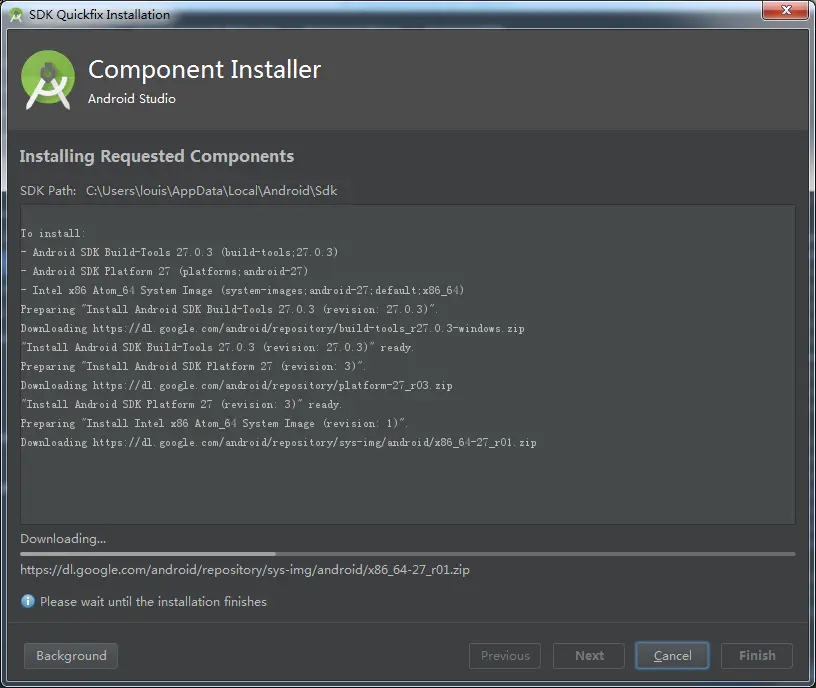 SDK Quickfix Installation
Component Installer
Android Studio
Installing Requested Components
SDK Path: C:\Users\louis\AppData\Local\Android\Sdk
To install:
- Android SDK Build-Tools 27.0.3 (build-tools;27.0.3)
- Android SDK Platform 27 (platforms;android-27)
- Intel x86 Atom_64 System Image (system-images;android-27;default;x86_64)
Preparing "Install Android SDK Build-Tools 27.0.3 (revision: 27.0.3)".
Downloading https://dl.google.com/android/repository/build-tools_r27.0.3-windows.zip
"Install Android SDK Build-Tools 27.0.3 (revision: 27.0.3)" ready.
Preparing "Install Android SDK Platform 27 (revision: 3)".
Downloading https://dl.google.com/android/repository/platform-27_r03.zip
"Install Android SDK Platform 27 (revision: 3)" ready.
Preparing "Install Intel x86 Atom_64 System Image (revision: 1)".
Downloading https://dl.google.com/android/repository/sys-img/android/x86_64-27_r01.zip
Downloading...
https://dl.google.com/android/repository/sys-img/android/x86_64-27_r01.zip
Please wait until the installation finishes
Background Previous Next Cancel Finish